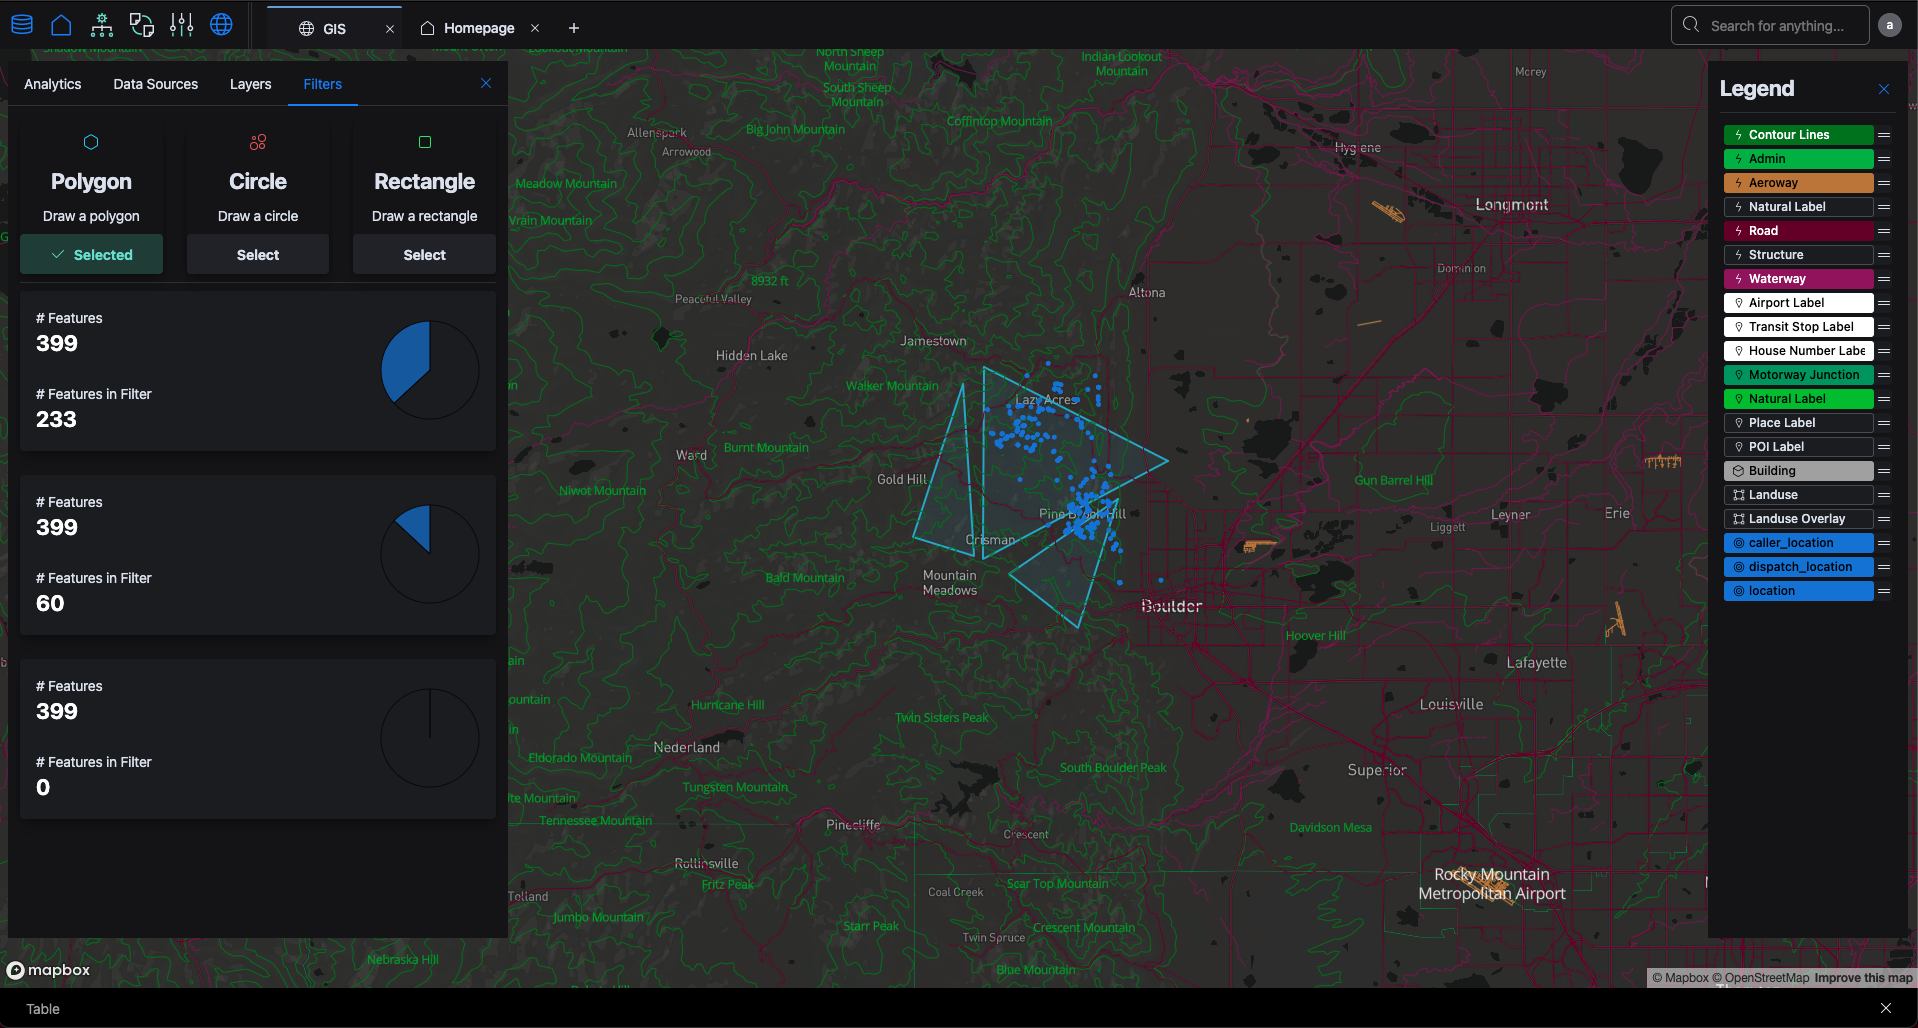 GIS
Homepage
Search for anything...
a
Analytics
Data Sources
Layers
Filters
Polygon
Draw a polygon
Selected
Circle
Draw a circle
Select
Rectangle
Draw a rectangle
Select
# Features
399
# Features in Filter
233
# Features
399
# Features in Filter
60
# Features
399
# Features in Filter
0
North Sheep
Mountain
South Sheep
Mountain
Indian Lookout
Mountain
Lookout Mountain
Mcrey
Allenspark
Big John Mountain
Coffintop Mountain
Arrowood
Hygiene
Meadow Mountain
Vrain Mountain
Longmont
Dominion
8932 ft
Peaceful Valley
Altona
Jamestown
Hidden Lake
Walker Mountain
Lazy Acres
Ward
Burnt Mountain
Gold Hill
Gun Barrel Hill
Niwot Mountain
Pine Brook Hill
Liggett
Leyner
Erie
Crisman
Bald Mountain
Mountain
Meadows
Boulder
Hoover Hill
Lafayette
Hurricane Hill
Twin Sisters Peak
Louisville
Nederland
Eldorado Mountain
South Boulder Peak
Superior
Tungsten Mountain
Tennessee Mountain
Pinecliffe
Crescent
Davidson Mesa
Rollinsville
Fritz Peak
Tolland
Coal Creek
Scar Top Mountain
Rocky Mountain
Metropolitan Airport
Jumbo Mountain
Starr Peak
Twin Spruce
Crescent Mountain
Nebraska Hill
Blue Mountain
Legend
Contour Lines
Admin
Aeroway
Natural Label
Road
Structure
Waterway
Airport Label
Transit Stop Label
House Number Labe
Motorway Junction
Natural Label
Place Label
POI Label
Building
Landuse
Landuse Overlay
caller_location
dispatch_location
location
mapbox
© Mapbox © OpenStreetMap Improve this map
Table